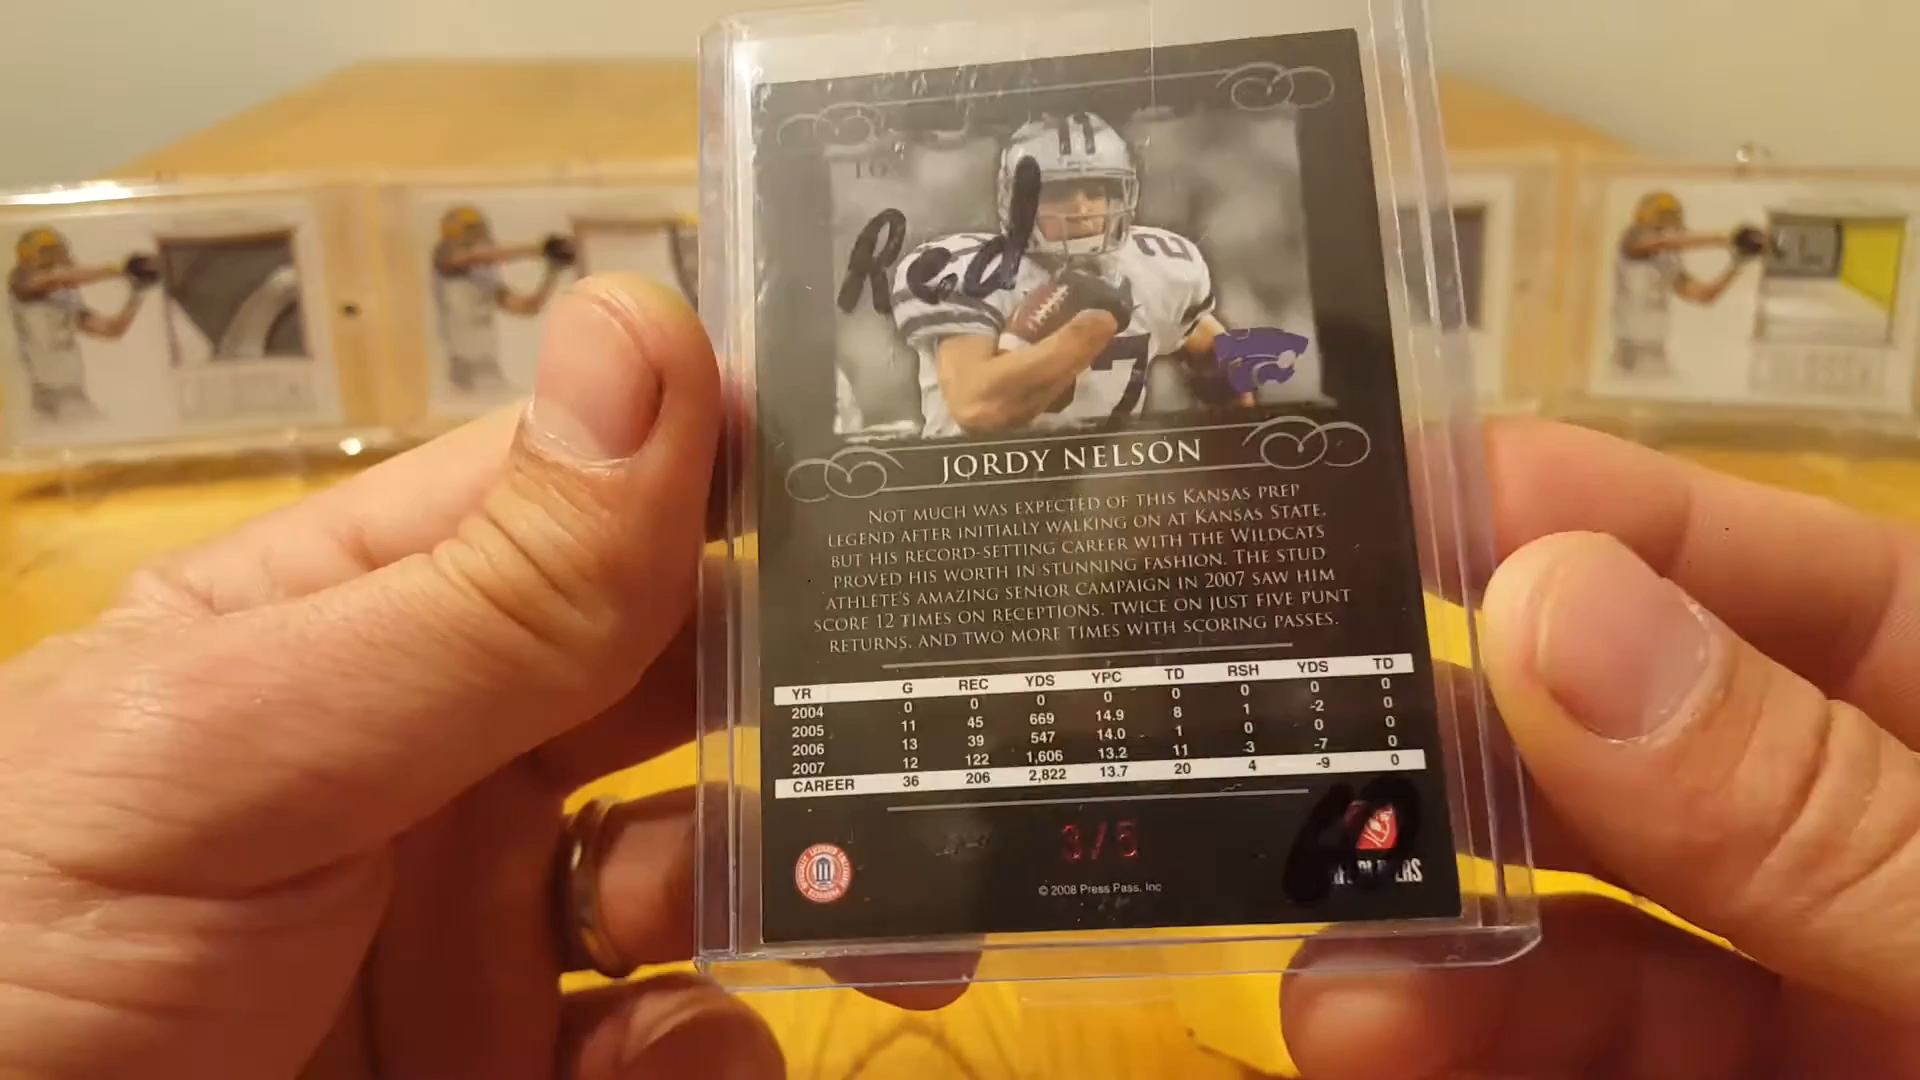 Red
2
7
JORDY NELSON
NOT MUCH WAS EXPECTED OF THIS KANSAS PREP
LEGEND AFTER INITIALLY WALKING ON AT KANSAS STATE,
BUT HIS RECORD-SETTING CAREER WITH THE WILDCATS
PROVED HIS WORTH IN STUNNING FASHION. THE STUD
ATHLETE'S AMAZING SENIOR CAMPAIGN IN 2007 SAW HIM
SCORE 12 TIMES ON RECEPTIONS, TWICE ON JUST FIVE PUNT
RETURNS, AND TWO MORE TIMES WITH SCORING PASSES.
YR G REC YDS YPC TD RSH YDS TD
2004 0 0 0 0 0 0 0 0
2005 11 45 669 14.9 8 1 -2 0
2006 13 39 547 14.0 1 0 0 0
2007 12 122 1,606 13.2 11 3 -7 0
CAREER 36 206 2,822 13.7 20 4 -9 0
3/5
© 2008 Press Pass, Inc